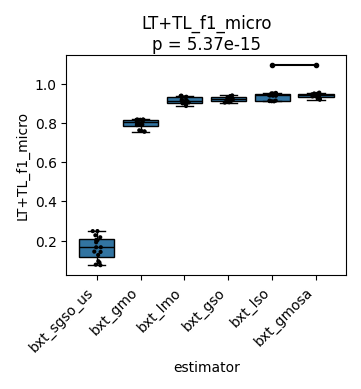 LT+TL_f1_micro
p = 5.37e-15
LT+TL_f1_micro
1.0
0.8
0.6
0.4
0.2
bxt_sgso_us
bxt_gmo
bxt_lmo
bxt_gso
bxt_lso
bxt_gmosa
estimator